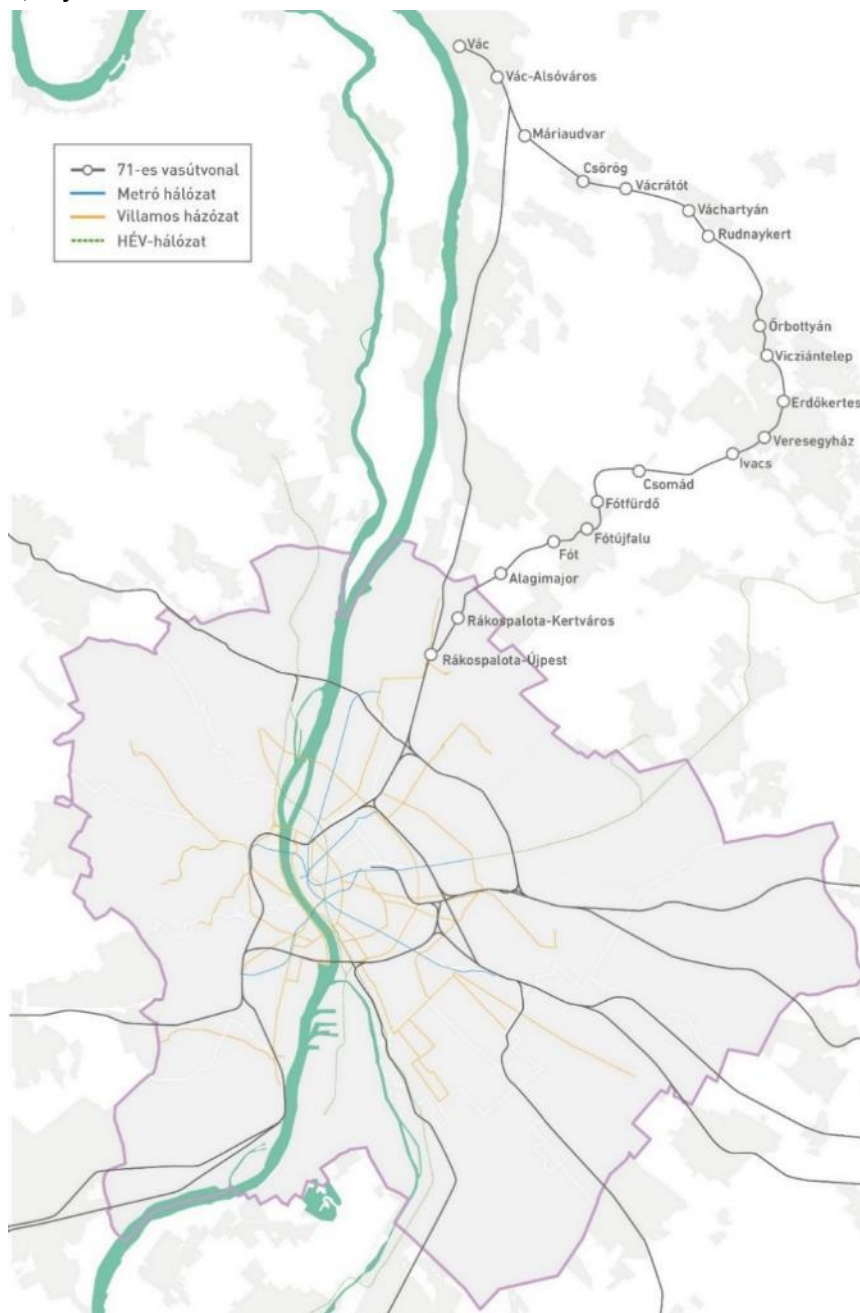 Vác
Vác-Alsóváros
Máriaudvar
Csörög
Vácrátót
Váchartyán
Rudnaykert
71-es vasútvonal
Metró hálózat
Villamos házózat
HÉV-hálózat
Őrbottyán
Vicziántelep
Erdőkertes
Veresegyház
Ivacs
Csomád
Fótfürdő
Fótújfalu
Fót
Alagimajor
Rákospalota-Kertváros
Rákospalota-Újpest